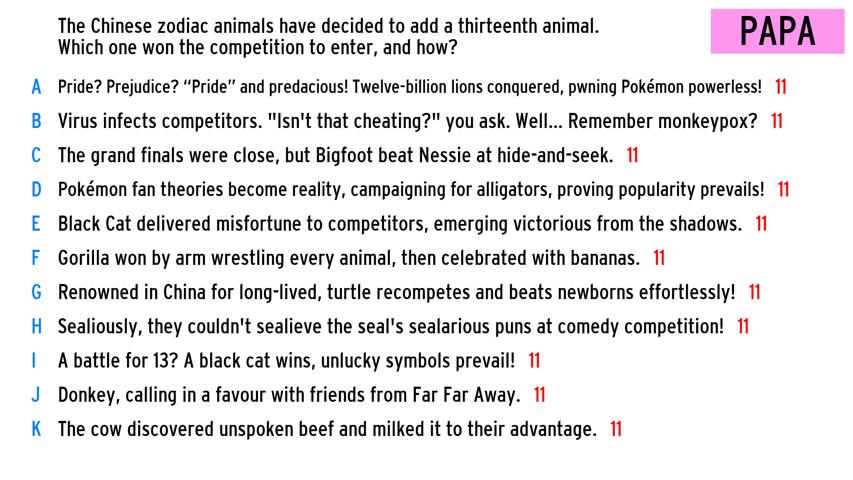 The Chinese zodiac animals have decided to add a thirteenth animal.
Which one won the competition to enter, and how?
PAPA
A Pride? Prejudice? “Pride” and predacious! Twelve-billion lions conquered, pwning Pokémon powerless! 11
B Virus infects competitors. "Isn't that cheating?" you ask. Well... Remember monkeypox? 11
C The grand finals were close, but Bigfoot beat Nessie at hide-and-seek. 11
D Pokémon fan theories become reality, campaigning for alligators, proving popularity prevails! 11
E Black Cat delivered misfortune to competitors, emerging victorious from the shadows. 11
F Gorilla won by arm wrestling every animal, then celebrated with bananas. 11
G Renowned in China for long-lived, turtle recompetes and beats newborns effortlessly! 11
H Sealiously, they couldn't sealieve the seal's sealarious puns at comedy competition! 11
I A battle for 13? A black cat wins, unlucky symbols prevail! 11
J Donkey, calling in a favour with friends from Far Far Away. 11
K The cow discovered unspoken beef and milked it to their advantage. 11